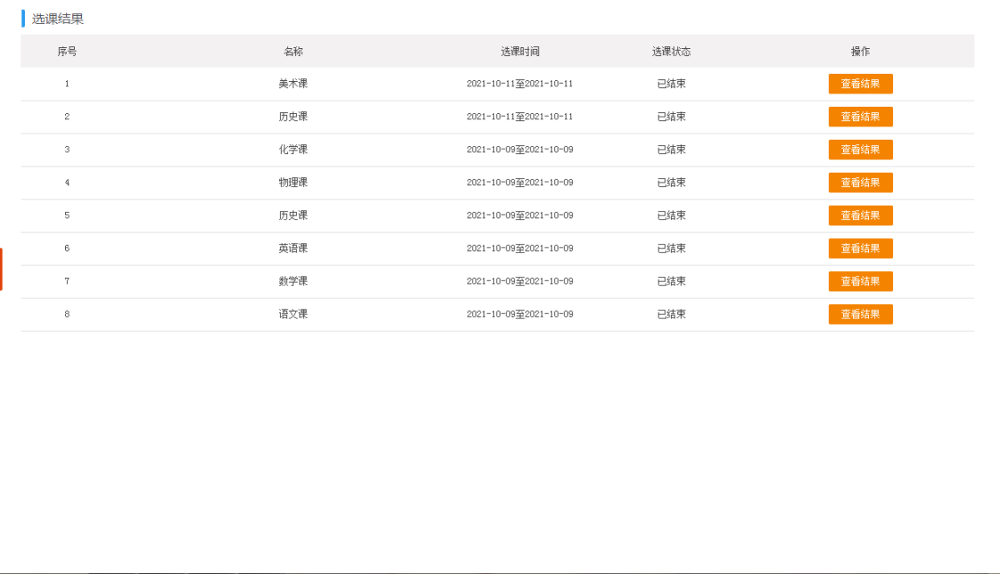 选课结果
序号 名称 选课时间 选课状态 操作
1 美术课 2021-10-11至2021-10-11 已结束 查看结果
2 历史课 2021-10-11至2021-10-11 已结束 查看结果
3 化学课 2021-10-09至2021-10-09 已结束 查看结果
4 物理课 2021-10-09至2021-10-09 已结束 查看结果
5 历史课 2021-10-09至2021-10-09 已结束 查看结果
6 英语课 2021-10-09至2021-10-09 已结束 查看结果
7 数学课 2021-10-09至2021-10-09 已结束 查看结果
8 语文课 2021-10-09至2021-10-09 已结束 查看结果